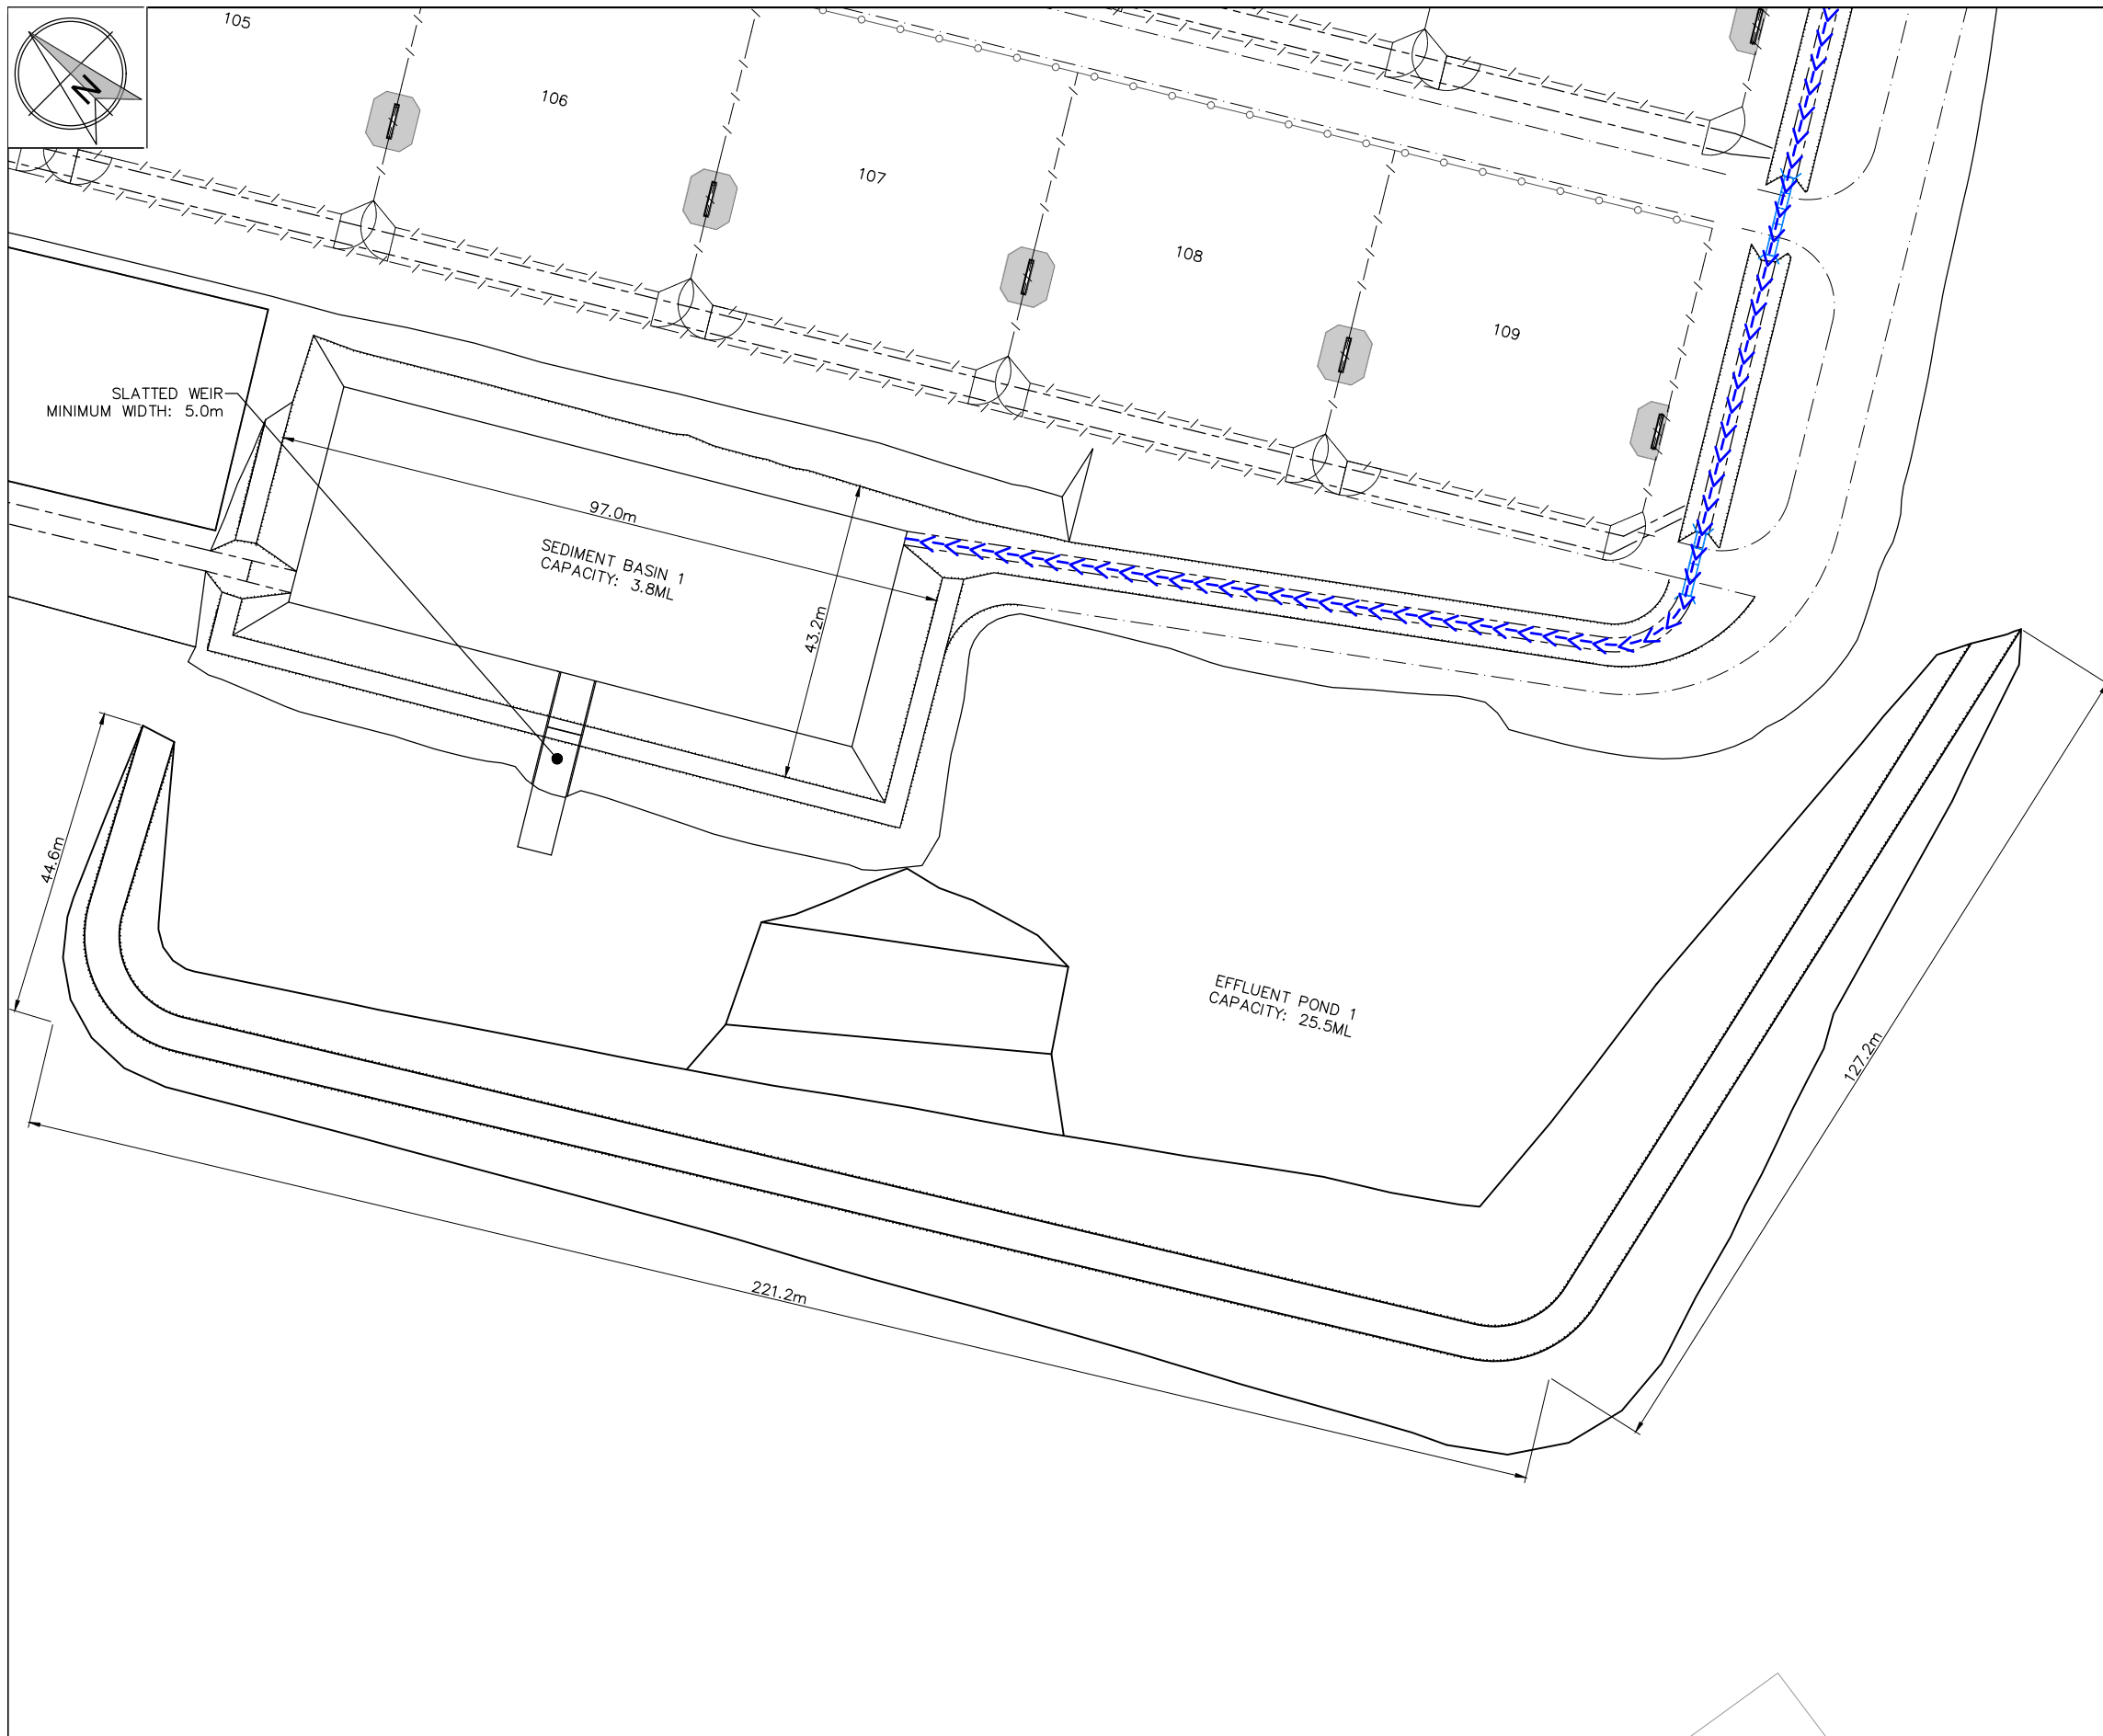 105
N
106
107
108
109
SLATTED WEIR
MINIMUM WIDTH: 5.0m
97.0m
SEDIMENT BASIN 1
CAPACITY: 3.8ML
43.2m
44.6m
EFFLUENT POND 1
CAPACITY: 25.5ML
127.2m
221.2m